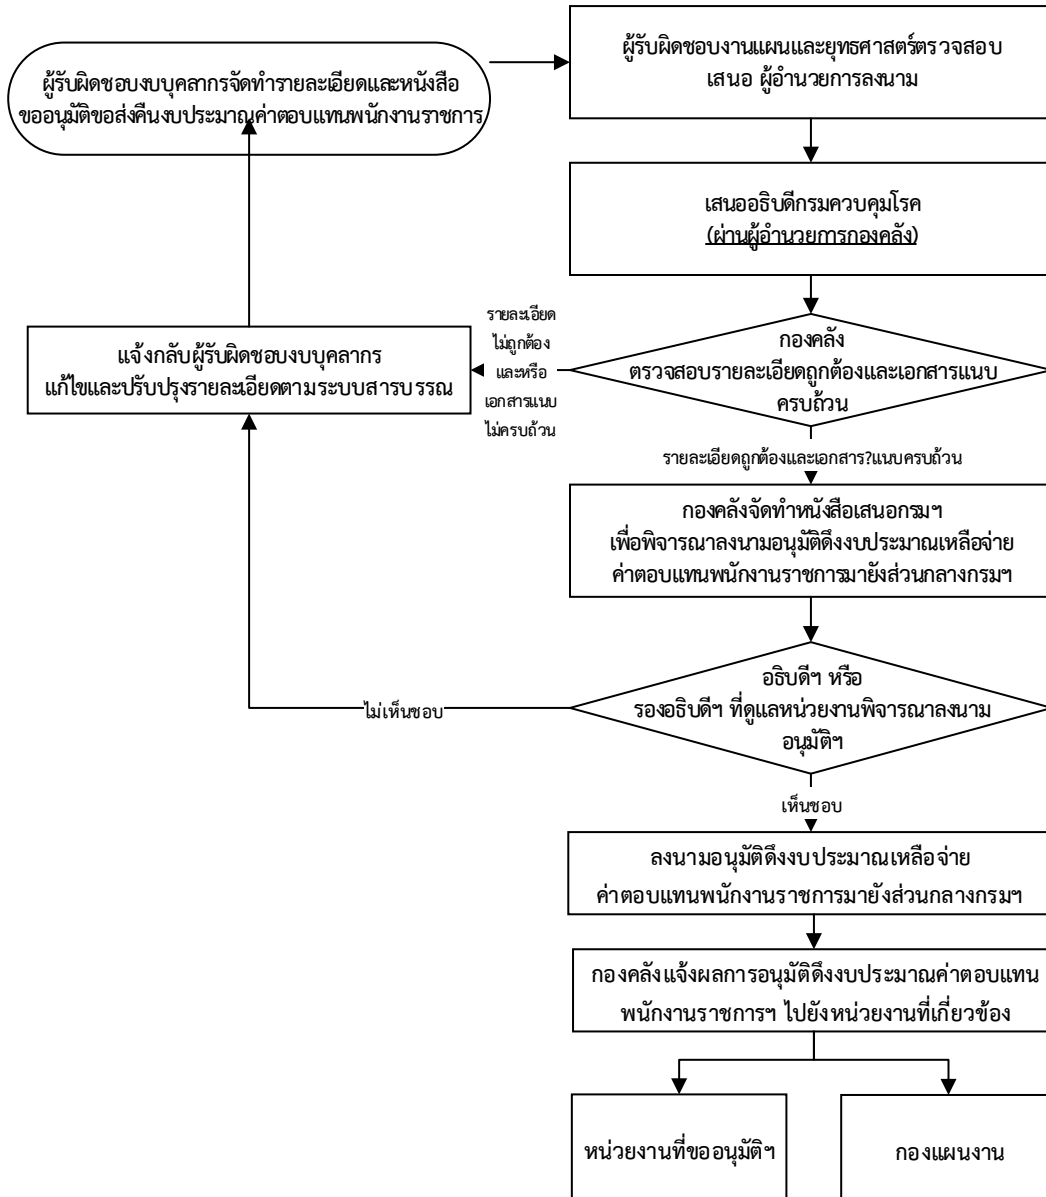 ผู้รับผิดชอบงบบุคลากรจัดทำรายละเอียดและหนังสือ
ขออนุมัติขอส่งคืนงบประมาณค่าตอบแทนพนักงานราชการ
ผู้รับผิดชอบงานแผนและยุทธศาสตร์ตรวจสอบ
เสนอ ผู้อำนวยการลงนาม
เสนออธิบดีกรมควบคุมโรค
(ผ่านผู้อำนวยการกองคลัง)
กองคลัง
ตรวจสอบรายละเอียดถูกต้องและเอกสารแนบ
ครบถ้วน
รายละเอียด
ไม่ถูกต้อง
และหรือ
เอกสารแนบ
ไม่ครบถ้วน
แจ้งกลับผู้รับผิดชอบงบบุคลากร
แก้ไขและปรับปรุงรายละเอียดตามระบบสารบรรณ
รายละเอียดถูกต้องและเอกสาร?แนบครบถ้วน
กองคลังจัดทำหนังสือเสนอกรมฯ
เพื่อพิจารณาลงนามอนุมัติดึงงบประมาณเหลือจ่าย
ค่าตอบแทนพนักงานราชการมายังส่วนกลางกรมฯ
อธิบดีฯ หรือ
รองอธิบดีฯ ที่ดูแลหน่วยงานพิจารณาลงนาม
อนุมัติฯ
ไม่เห็นชอบ
เห็นชอบ
ลงนามอนุมัติดึงงบประมาณเหลือจ่าย
ค่าตอบแทนพนักงานราชการมายังส่วนกลางกรมฯ
กองคลังแจ้งผลการอนุมัติดึงงบประมาณค่าตอบแทน
พนักงานราชการฯ ไปยังหน่วยงานที่เกี่ยวข้อง
หน่วยงานที่ขออนุมัติฯ
กองแผนงาน